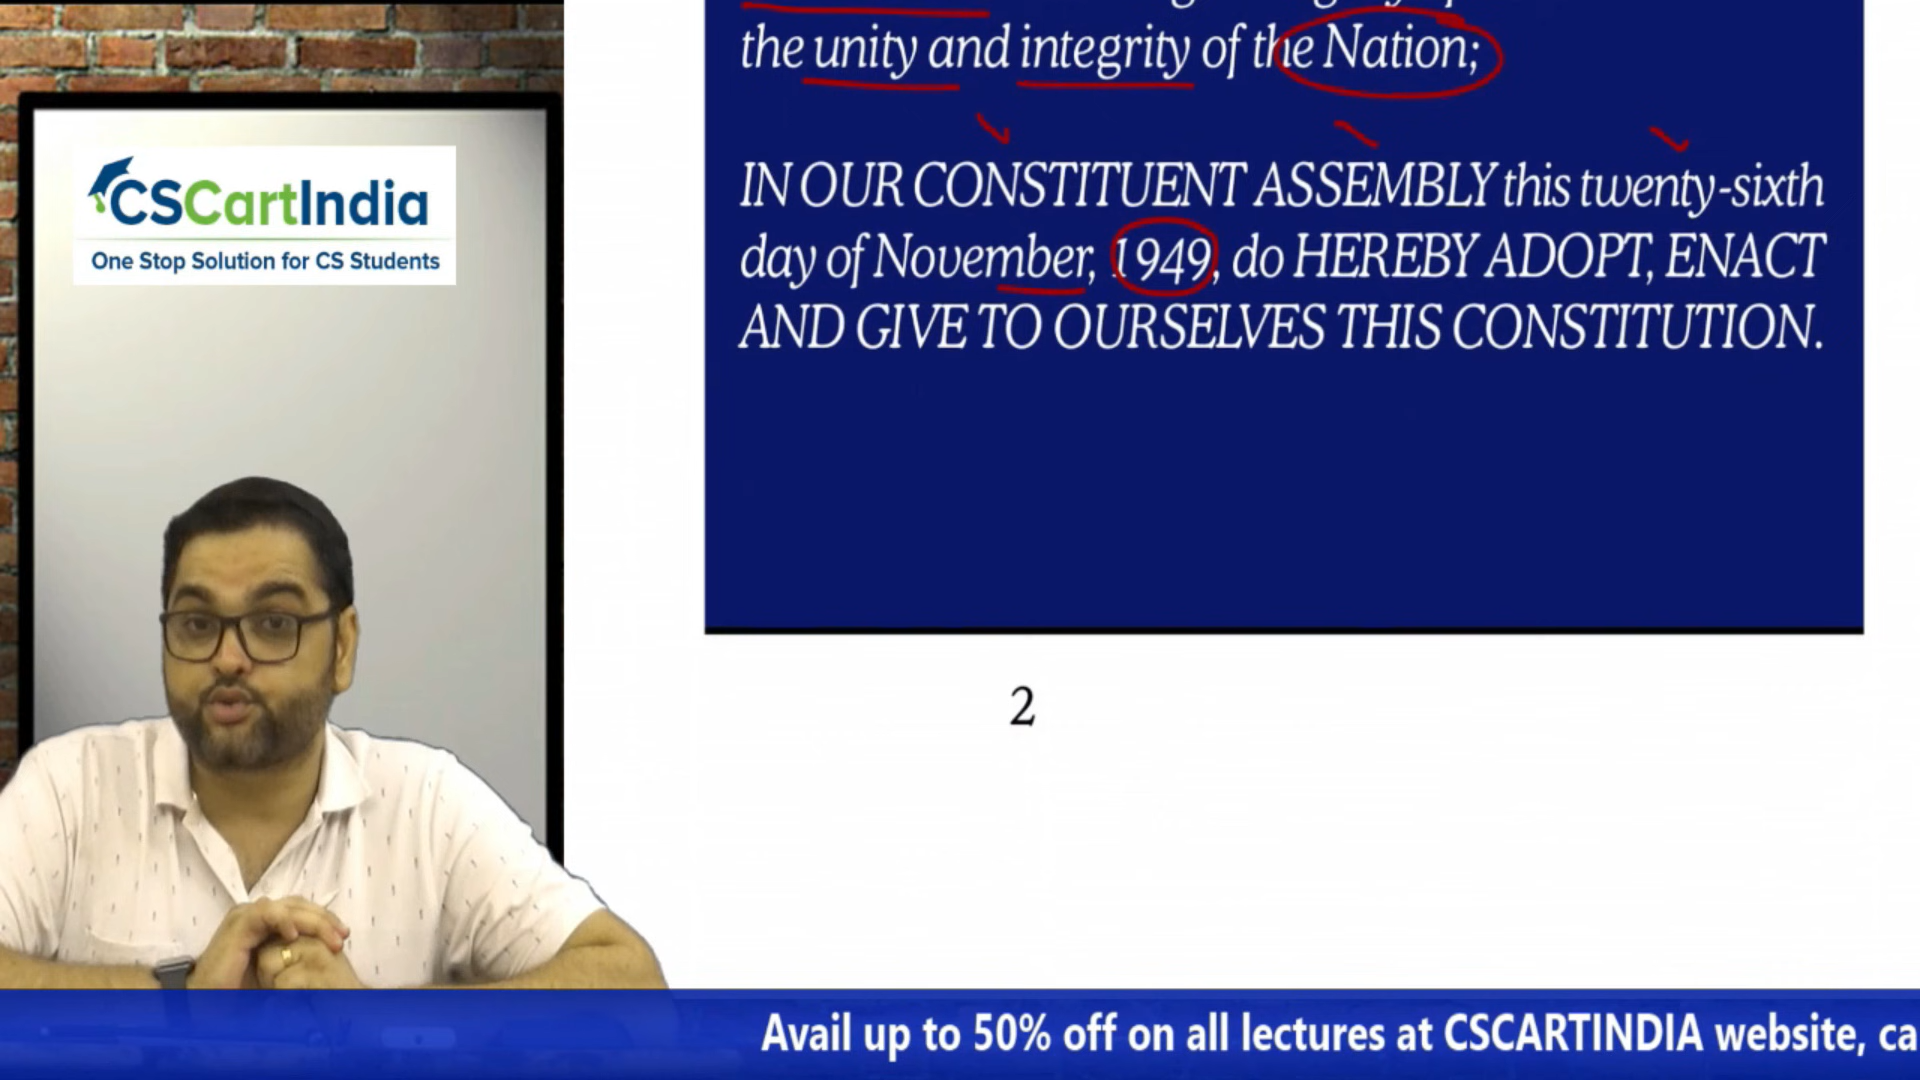 CSCartIndia
One Stop Solution for CS Students
the unity and integrity of the Nation;
IN OUR CONSTITUENT ASSEMBLY this twenty-sixth
day of November, 1949, do HEREBY ADOPT, ENACT
AND GIVE TO OURSELVES THIS CONSTITUTION.
2
Avail up to 50% off on all lectures at CSCARTINDIA website, ca